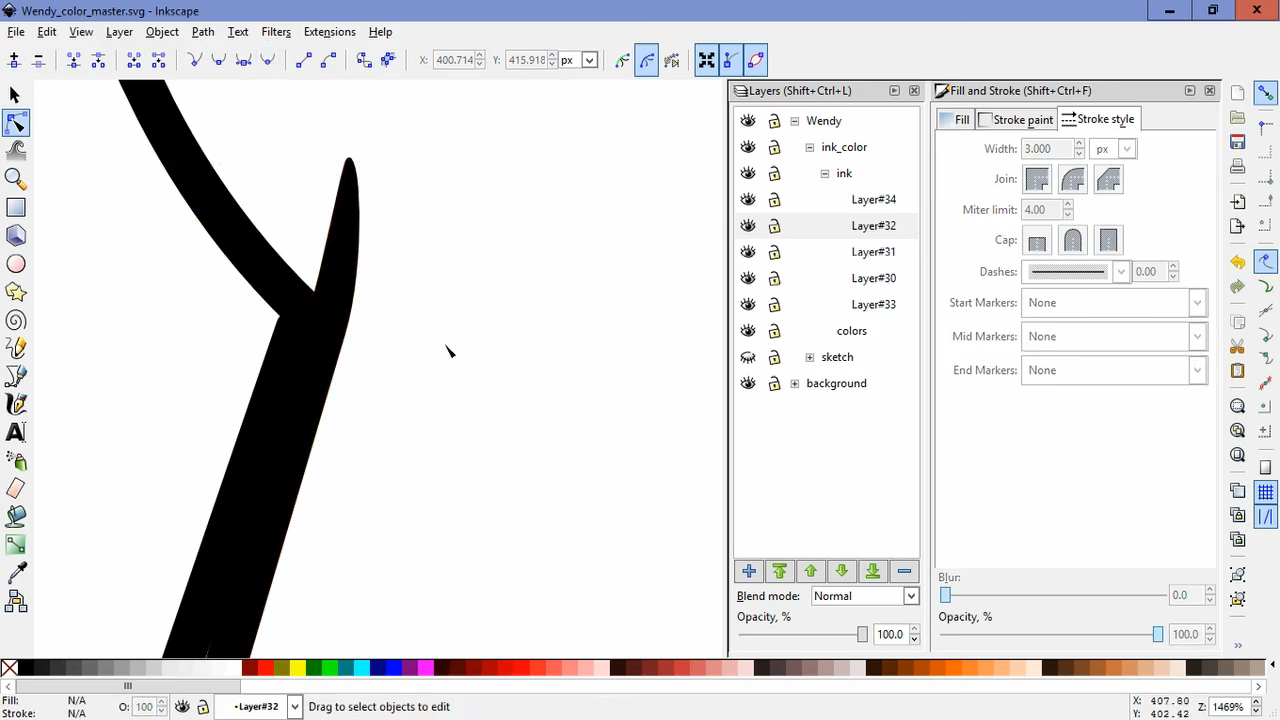 Wendy_color_master.svg - Inkscape
File Edit View Layer Object Path Text Filters Extensions Help
X: 400.714 Y: 415.918 px
Layers (Shift+Ctrl+L) Fill and Stroke (Shift+Ctrl+F)
Wendy
ink_color
ink
Layer#34
Layer#32
Layer#31
Layer#30
Layer#33
colors
sketch
background
Blend mode: Normal
Opacity, %
100.0
Fill Stroke paint Stroke style
Width: 3.000 px
Join:
Miter limit: 4.00
Cap:
Dashes: 0.00
Start Markers: None
Mid Markers: None
End Markers: None
Blur:
0.0
Opacity, %
100.0
Fill: N/A
Stroke: N/A
O: 100
•Layer#32
Drag to select objects to edit
X: 407.80
Y: 402.42
Z: 1469%